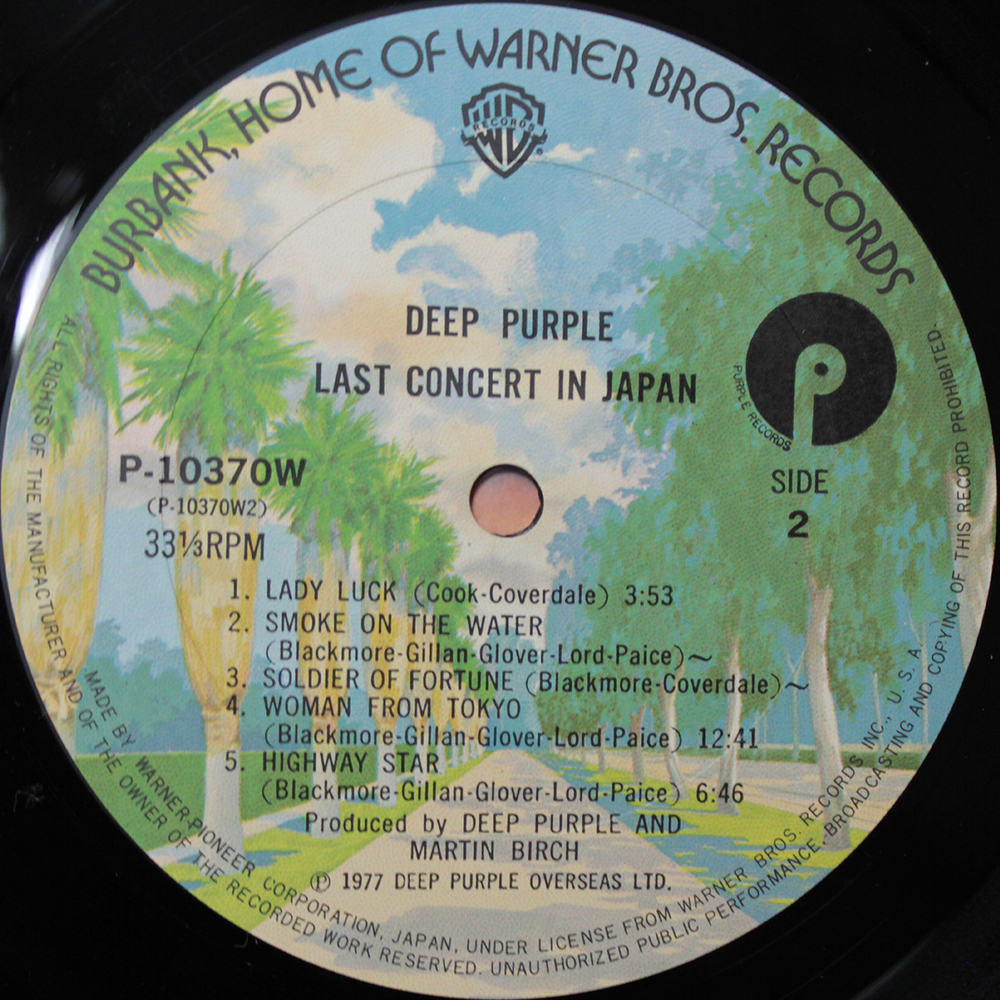 BURBANK, HOME OF WARNER BROS. RECORDS
W RECORDS ®
DEEP PURPLE
LAST CONCERT IN JAPAN
P
PURPLE RECORDS
P-10370W
(P-10370W2)
33⅓RPM
SIDE
2
1. LADY LUCK (Cook-Coverdale) 3:53
2. SMOKE ON THE WATER
(Blackmore-Gillan-Glover-Lord-Paice)~
3. SOLDIER OF FORTUNE (Blackmore-Coverdale)~
4. WOMAN FROM TOKYO
(Blackmore-Gillan-Glover-Lord-Paice) 12:41
5. HIGHWAY STAR
(Blackmore-Gillan-Glover-Lord-Paice) 6:46
Produced by DEEP PURPLE AND
MARTIN BIRCH
℗ 1977 DEEP PURPLE OVERSEAS LTD.
MADE BY WARNER-PIONEER CORPORATION, JAPAN, UNDER LICENSE FROM WARNER BROS. RECORDS INC., U. S. A.
ALL RIGHTS OF THE MANUFACTURER AND OF THE OWNER OF THE RECORDED WORK RESERVED. UNAUTHORIZED PUBLIC PERFORMANCE, BROADCASTING AND COPYING OF THIS RECORD PROHIBITED.